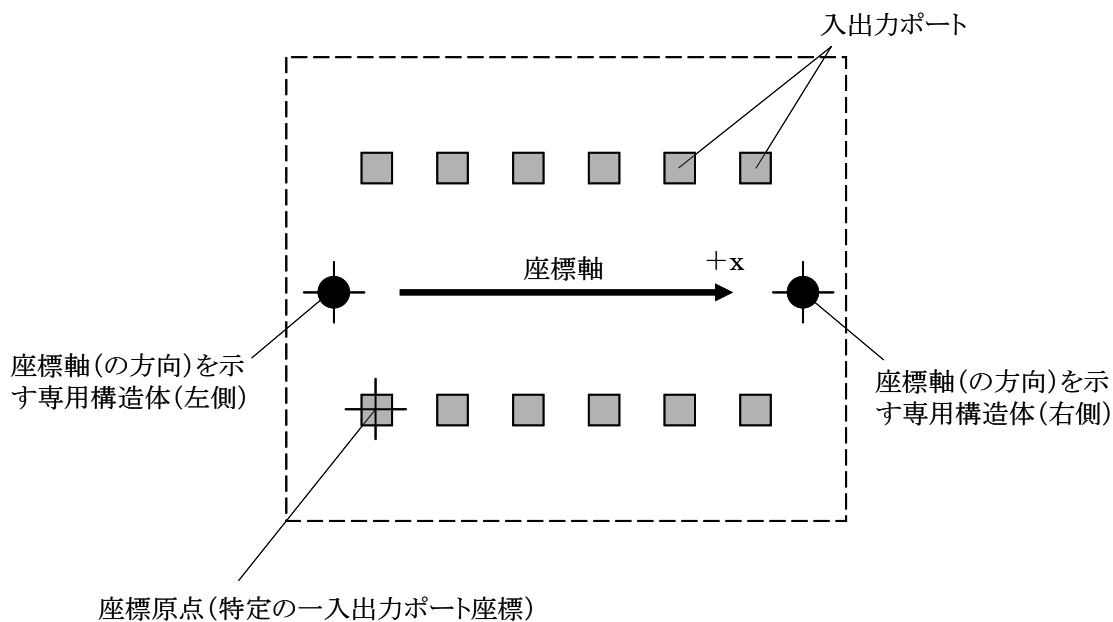 入出力ポート
座標軸
＋x
座標軸（の方向）を示
す専用構造体（左側）
座標軸（の方向）を示
す専用構造体（右側）
座標原点（特定の一入出力ポート座標）